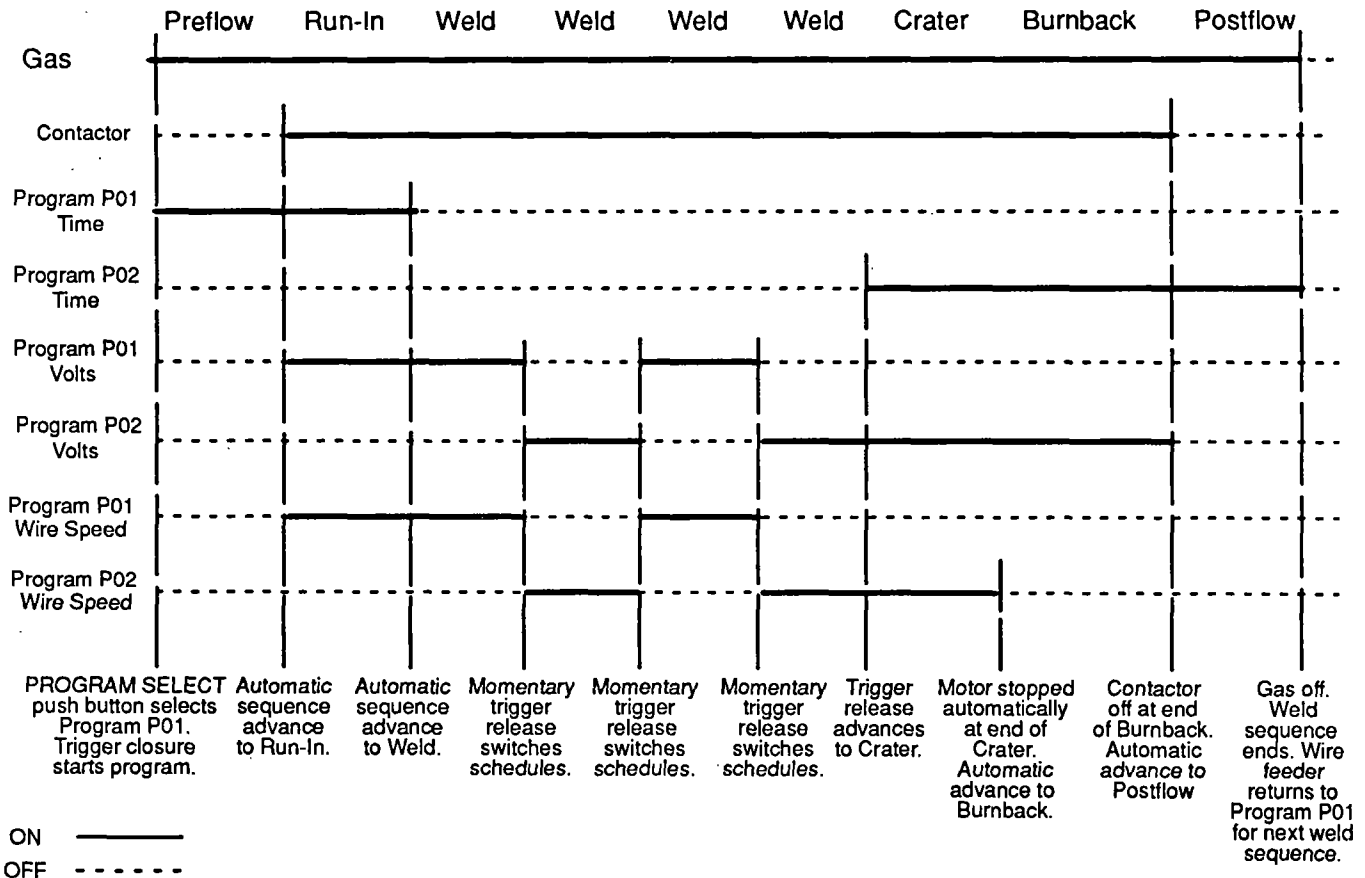 Preflow Run-In Weld Weld Weld Weld Crater Burnback Postflow
Gas
Contactor
Program P01
Time
Program P02
Time
Program P01
Volts
Program P02
Volts
Program P01
Wire Speed
Program P02
Wire Speed
PROGRAM SELECT
push button selects
Program P01.
Trigger closure
starts program.
Automatic
sequence
advance
to Run-In.
Automatic
sequence
advance
to Weld.
Momentary
trigger
release
switches
schedules.
Momentary
trigger
release
switches
schedules.
Momentary
trigger
release
switches
schedules.
Trigger
release
advances
to Crater.
Motor stopped
automatically
at end of
Crater.
Automatic
advance to
Burnback.
Contactor
off at end
of Burnback.
Automatic
advance to
Postflow
Gas off.
Weld
sequence
ends. Wire
feeder
returns to
Program P01
for next weld
sequence.
ON
OFF